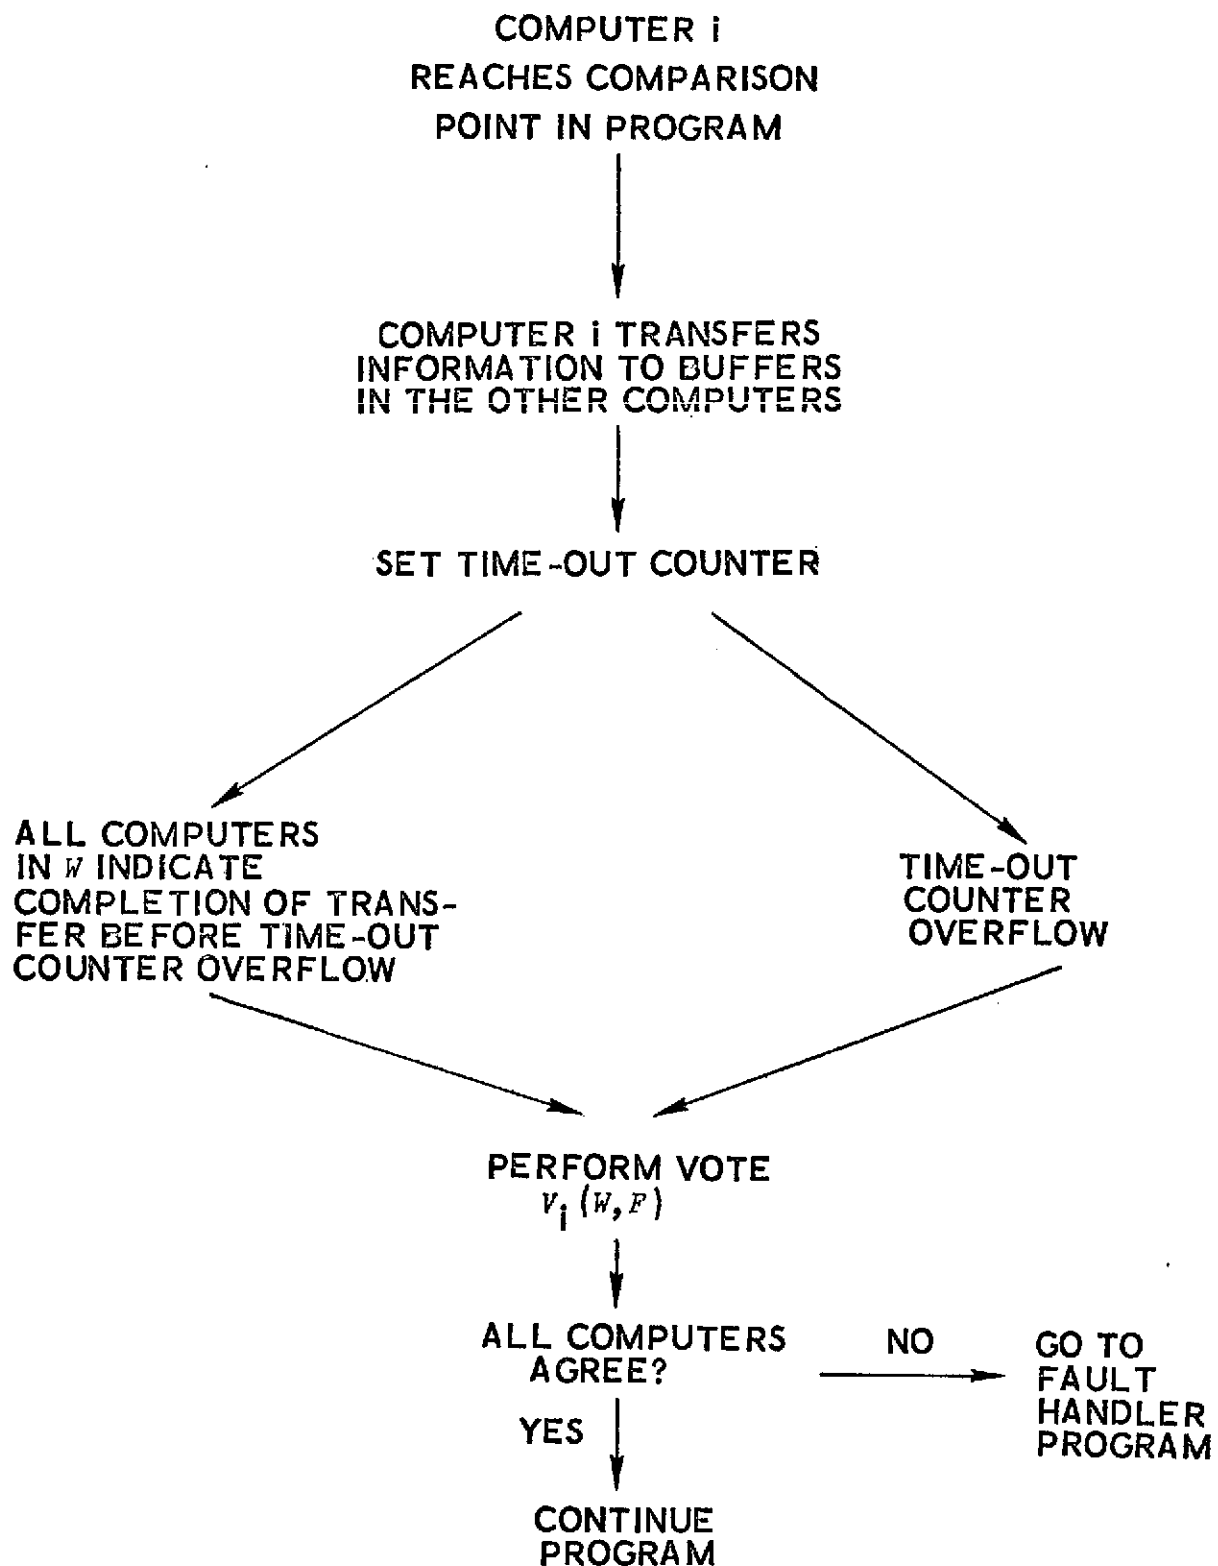 COMPUTER i
REACHES COMPARISON
POINT IN PROGRAM
COMPUTER i TRANSFERS
INFORMATION TO BUFFERS
IN THE OTHER COMPUTERS
SET TIME-OUT COUNTER
ALL COMPUTERS
IN W INDICATE
COMPLETION OF TRANS-
FER BEFORE TIME-OUT
COUNTER OVERFLOW
TIME-OUT
COUNTER
OVERFLOW
PERFORM VOTE
Vi (W, F)
ALL COMPUTERS
AGREE?
NO
GO TO
FAULT
HANDLER
PROGRAM
YES
CONTINUE
PROGRAM